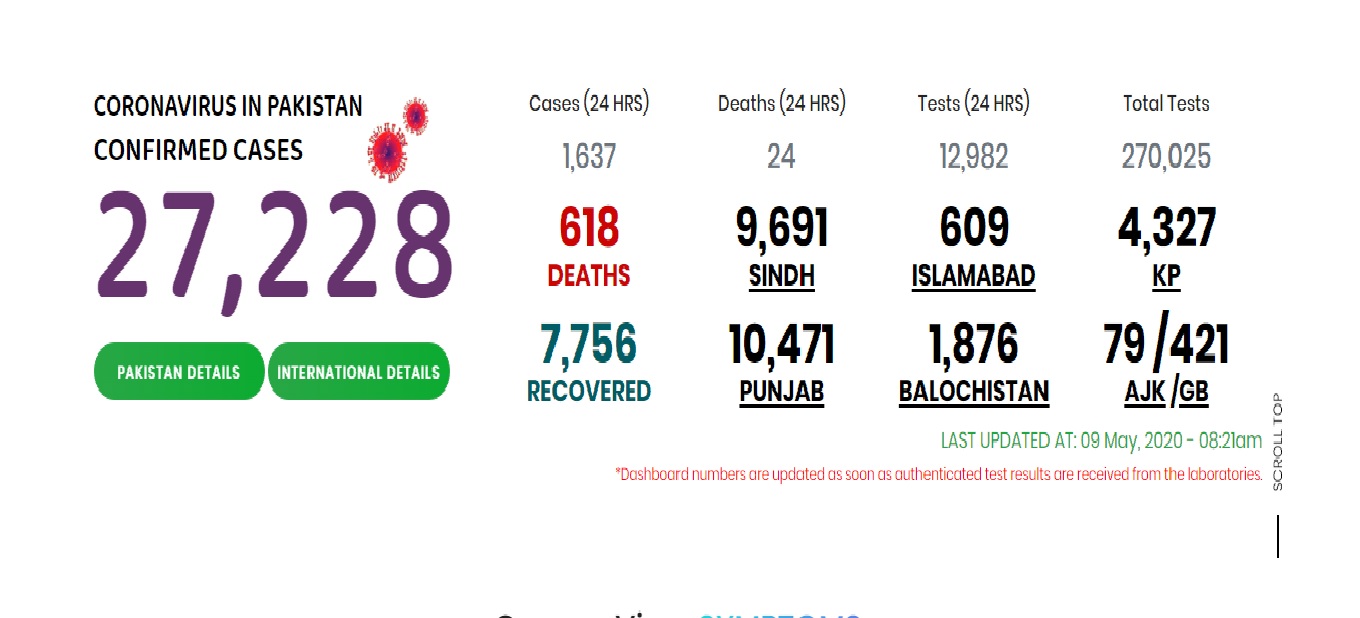 CORONAVIRUS IN PAKISTAN
CONFIRMED CASES
27,228
PAKISTAN DETAILS INTERNATIONAL DETAILS
Cases (24 HRS) Deaths (24 HRS) Tests (24 HRS) Total Tests
1,637 24 12,982 270,025
618 9,691 609 4,327
DEATHS SINDH ISLAMABAD KP
7,756 10,471 1,876 79 /421
RECOVERED PUNJAB BALOCHISTAN AJK /GB
LAST UPDATED AT: 09 May, 2020 - 08:21am
*Dashboard numbers are updated as soon as authenticated test results are received from the laboratories.
SCROLL TOP